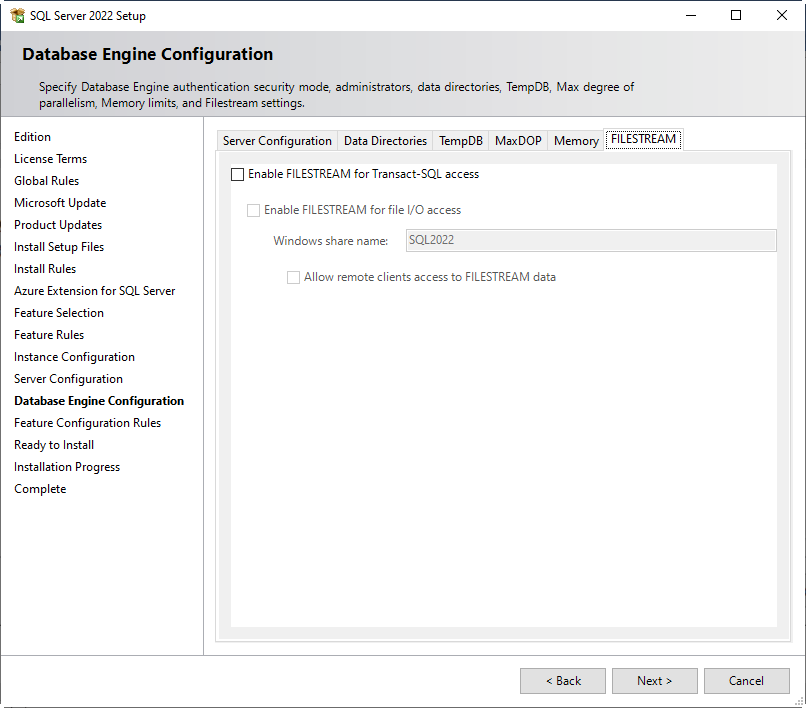 SQL Server 2022 Setup
Database Engine Configuration
Specify Database Engine authentication security mode, administrators, data directories, TempDB, Max degree of
parallelism, Memory limits, and Filestream settings.
Edition
License Terms
Global Rules
Microsoft Update
Product Updates
Install Setup Files
Install Rules
Azure Extension for SQL Server
Feature Selection
Feature Rules
Instance Configuration
Server Configuration
Database Engine Configuration
Feature Configuration Rules
Ready to Install
Installation Progress
Complete
Server Configuration Data Directories TempDB MaxDOP Memory FILESTREAM
Enable FILESTREAM for Transact-SQL access
Enable FILESTREAM for file I/O access
Windows share name: SQL2022
Allow remote clients access to FILESTREAM data
< Back Next > Cancel